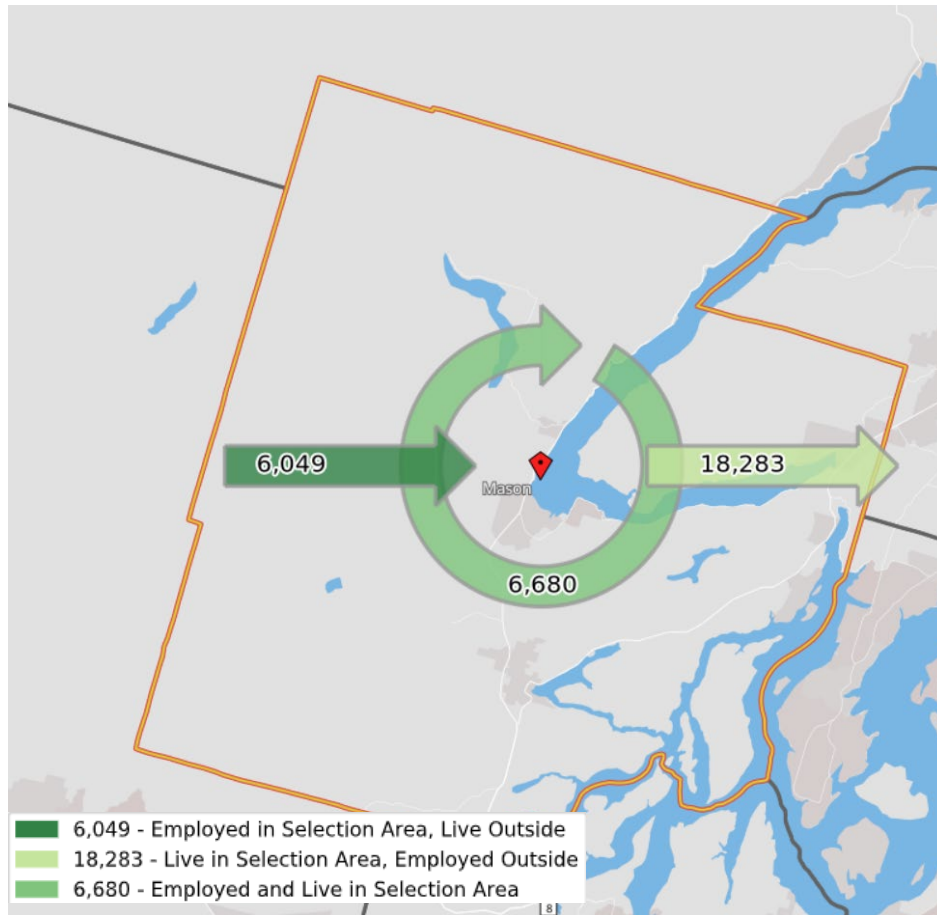 6,049
18,283
Mason
6,680
6,049 - Employed in Selection Area, Live Outside
18,283 - Live in Selection Area, Employed Outside
6,680 - Employed and Live in Selection Area
8